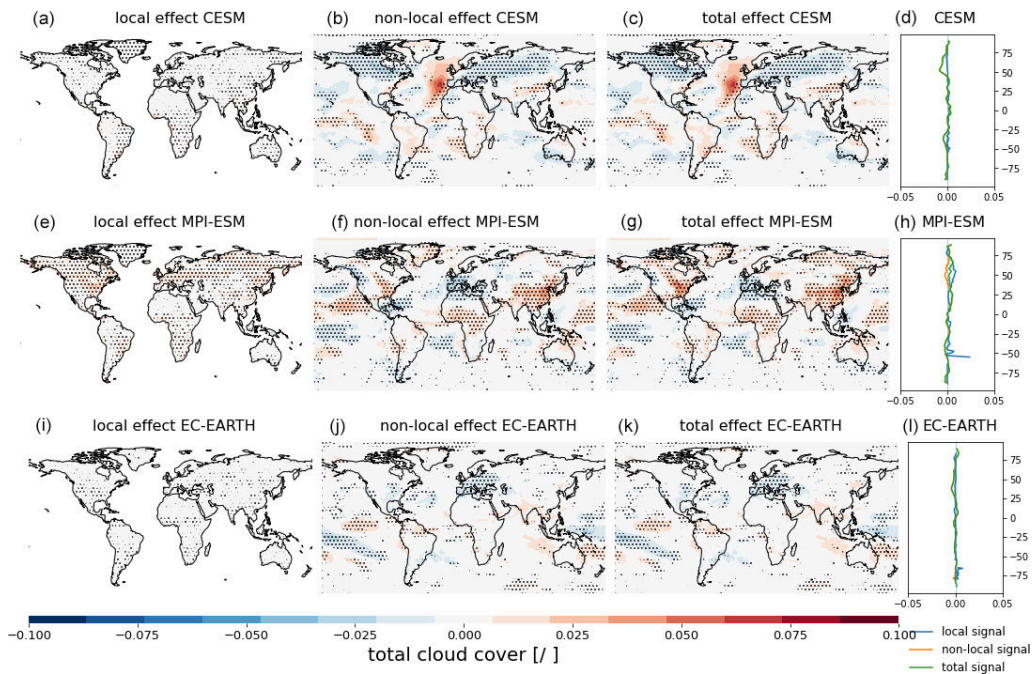 (a) local effect CESM
(b) non-local effect CESM
(c) total effect CESM
(d) CESM
75
50
25
0
−25
−50
−75
−0.05 0.00 0.05
(e) local effect MPI-ESM
(f) non-local effect MPI-ESM
(g) total effect MPI-ESM
(h) MPI-ESM
75
50
25
0
−25
−50
−75
−0.05 0.00 0.05
(i) local effect EC-EARTH
(j) non-local effect EC-EARTH
(k) total effect EC-EARTH
(l) EC-EARTH
75
50
25
0
−25
−50
−75
−0.05 0.00 0.05
−0.100 −0.075 −0.050 −0.025 0.000 0.025 0.050 0.075 0.100
total cloud cover [/ ]
local signal
non-local signal
total signal